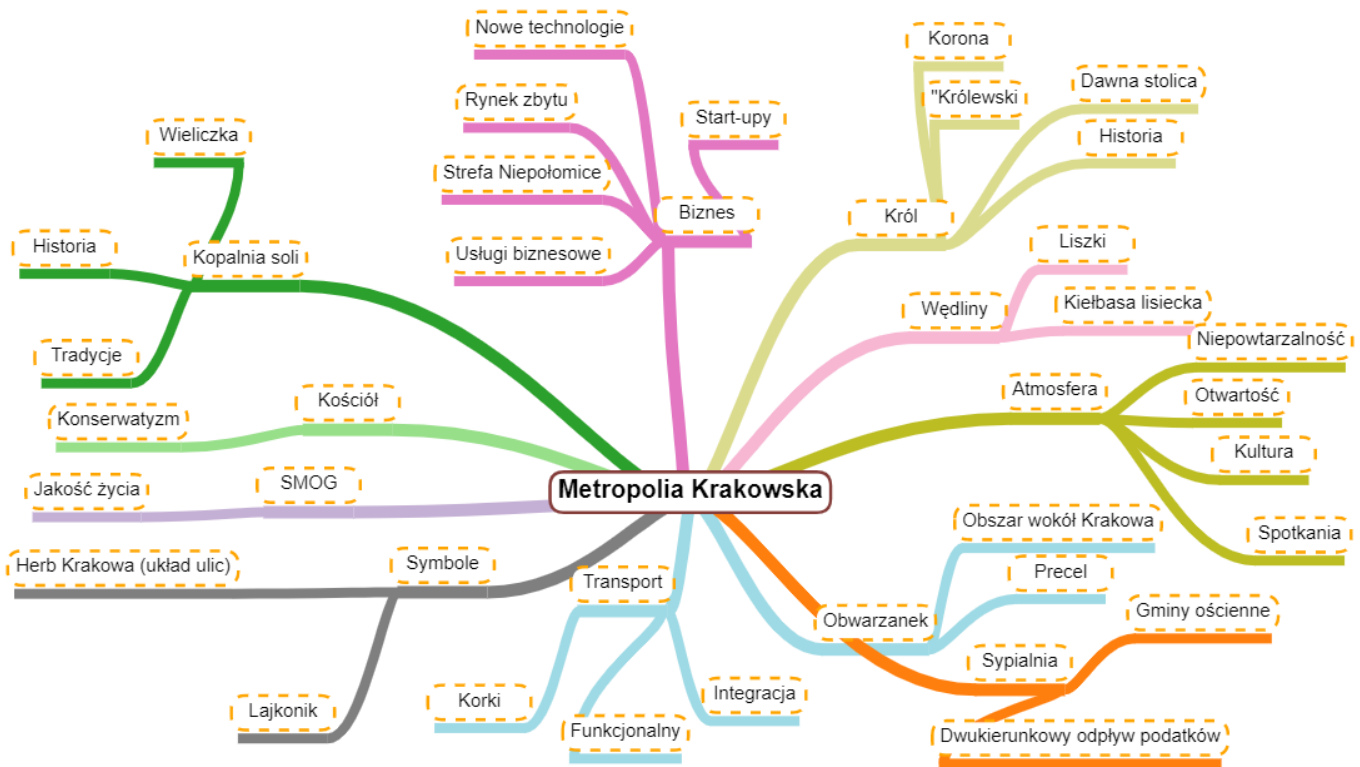 Nowe technologie
Rynek zbytu
Strefa Niepołomice
Usługi biznesowe
Start-upy
Biznes
Korona
"Królewski
Dawna stolica
Historia
Król
Liszki
Kiełbasa lisiecka
Wędliny
Niepowtarzalność
Otwartość
Kultura
Spotkania
Atmosfera
Wieliczka
Historia
Tradycje
Kopalnia soli
Konserwatyzm
Kościół
Jakość życia
SMOG
Metropolia Krakowska
Herb Krakowa (układ ulic)
Symbole
Lajkonik
Transport
Korki
Funkcjonalny
Integracja
Obszar wokół Krakowa
Precel
Obwarzanek
Gminy ościenne
Sypialnia
Dwukierunkowy odpływ podatków